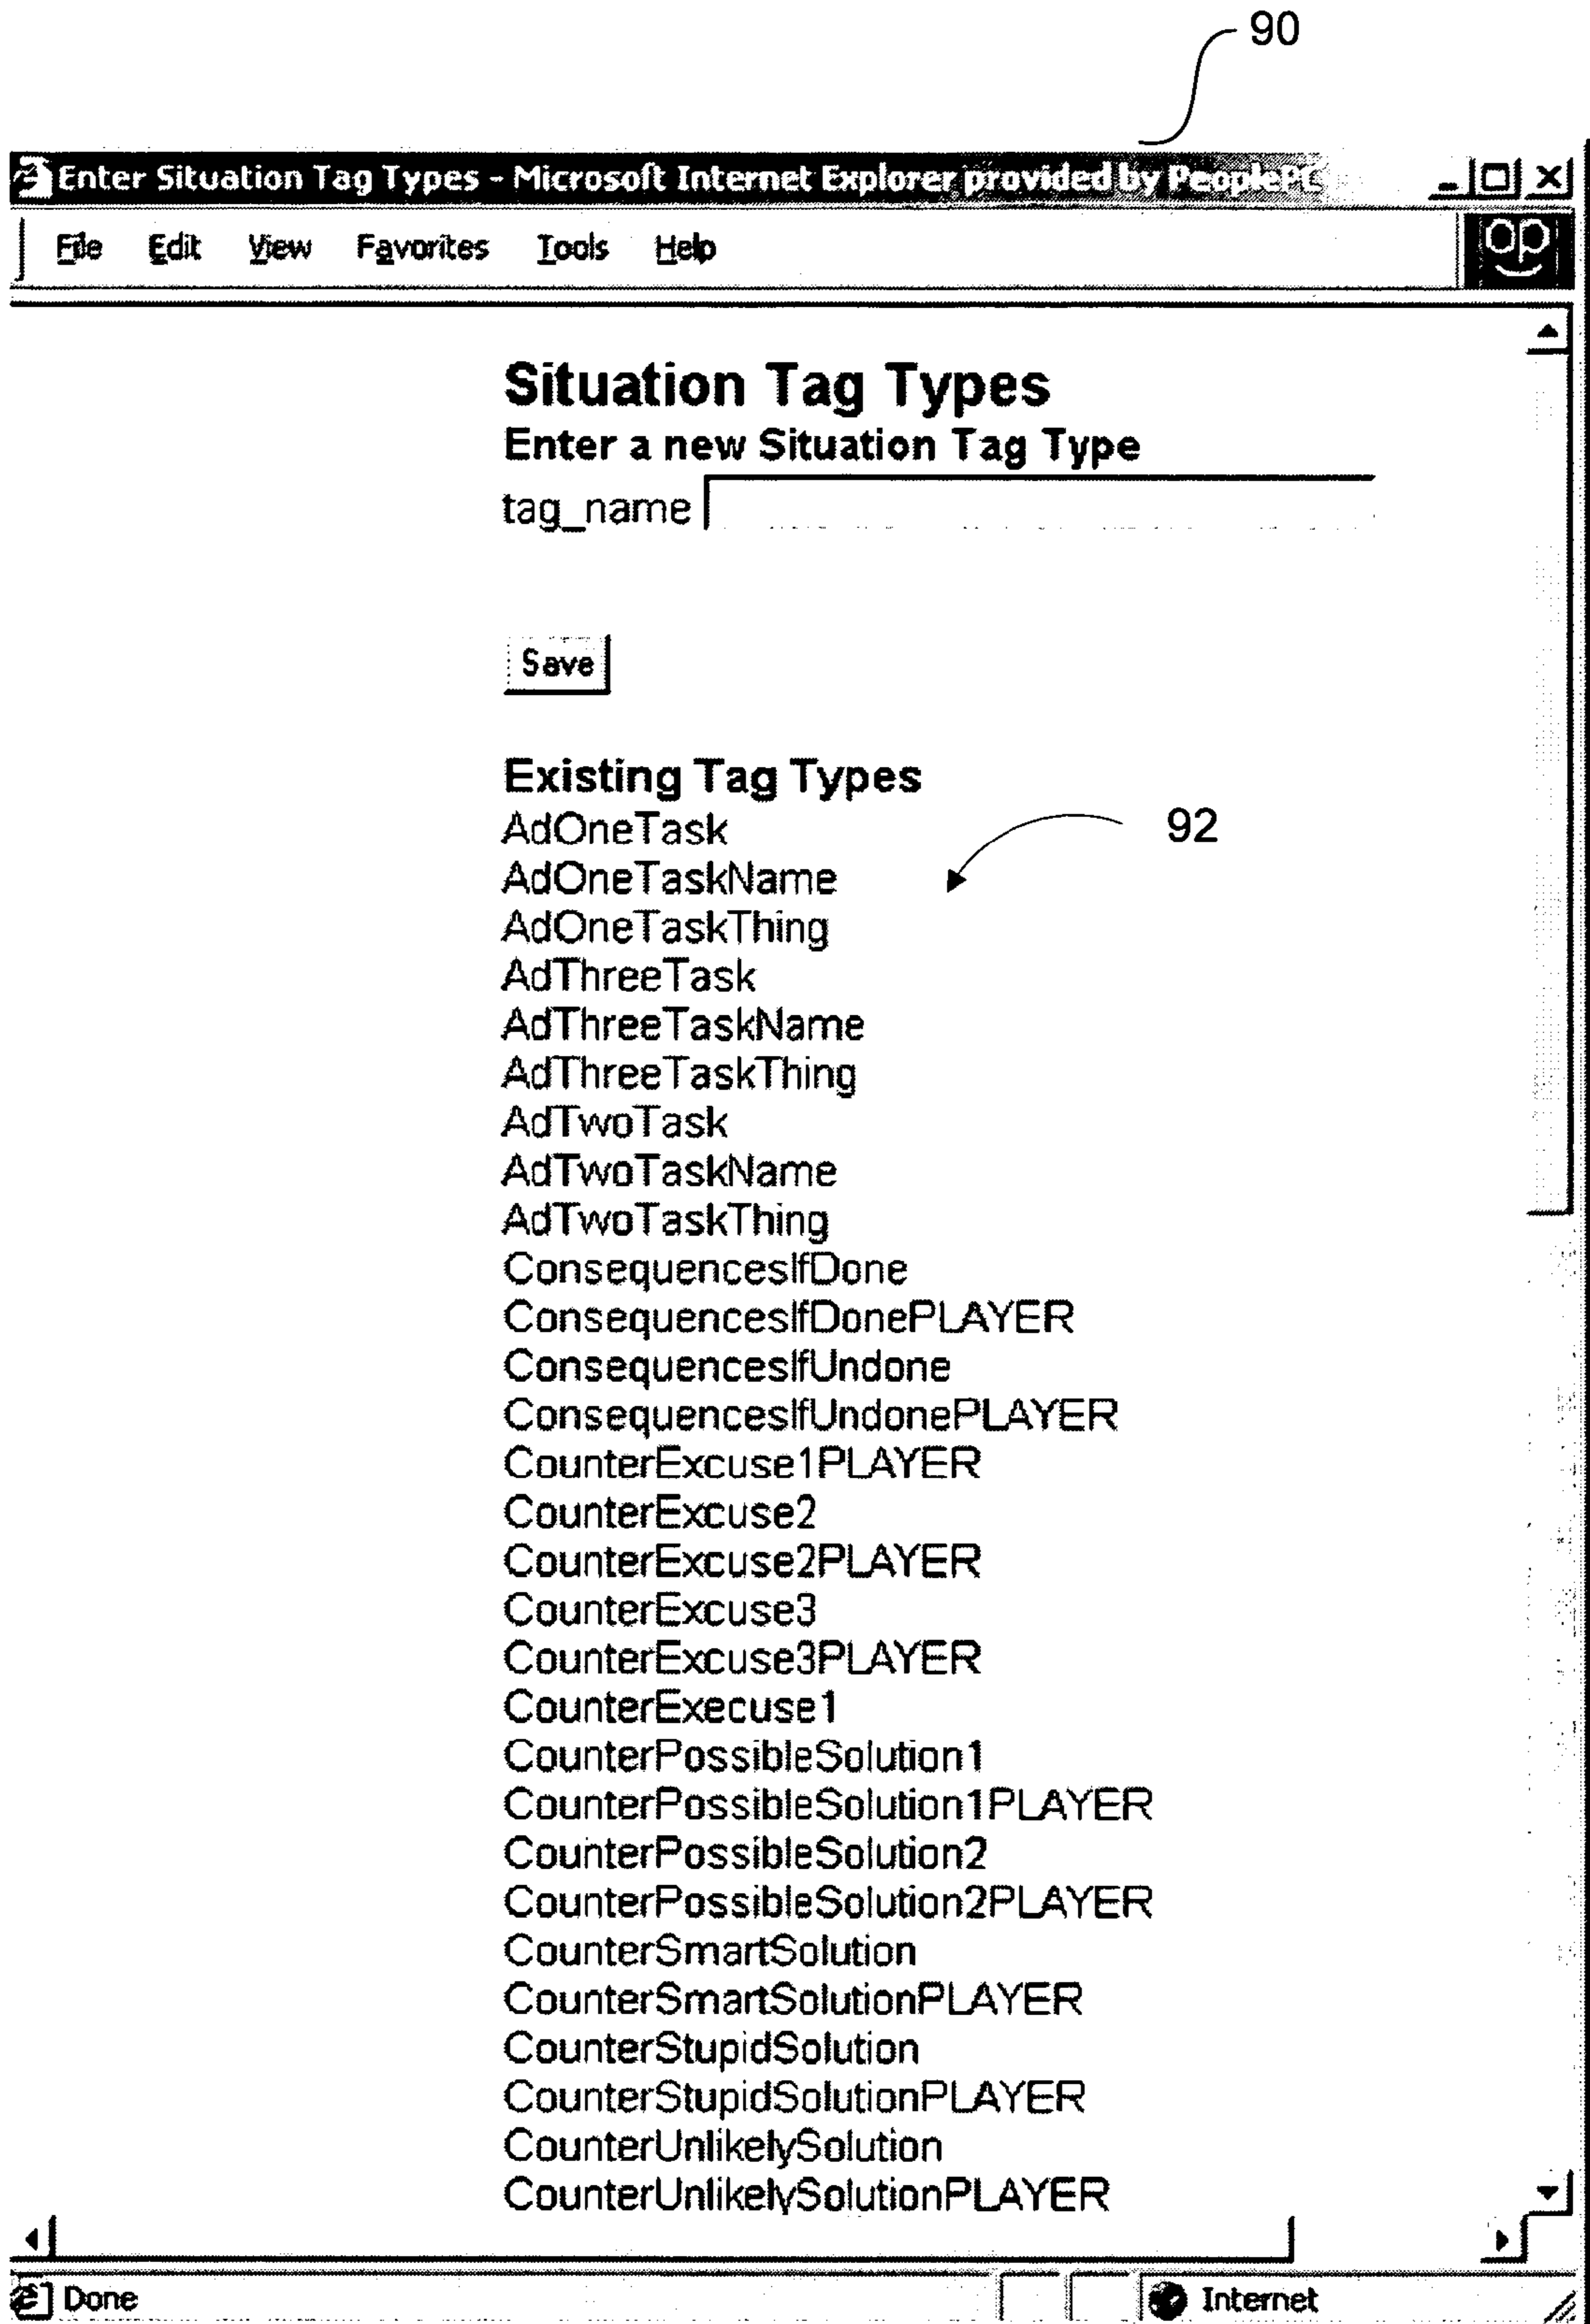 90
Enter Situation Tag Types - Microsoft Internet Explorer provided by PeoplePC
File Edit View Favorites Tools Help
Situation Tag Types
Enter a new Situation Tag Type
tag_name
Save
Existing Tag Types
92
AdOneTask
AdOneTaskName
AdOneTaskThing
AdThreeTask
AdThreeTaskName
AdThreeTaskThing
AdTwoTask
AdTwoTaskName
AdTwoTaskThing
ConsequencesIfDone
ConsequencesIfDonePLAYER
ConsequencesIfUndone
ConsequencesIfUndonePLAYER
CounterExcuse1PLAYER
CounterExcuse2
CounterExcuse2PLAYER
CounterExcuse3
CounterExcuse3PLAYER
CounterExecuse1
CounterPossibleSolution1
CounterPossibleSolution1PLAYER
CounterPossibleSolution2
CounterPossibleSolution2PLAYER
CounterSmartSolution
CounterSmartSolutionPLAYER
CounterStupidSolution
CounterStupidSolutionPLAYER
CounterUnlikelySolution
CounterUnlikelySolutionPLAYER
Done Internet